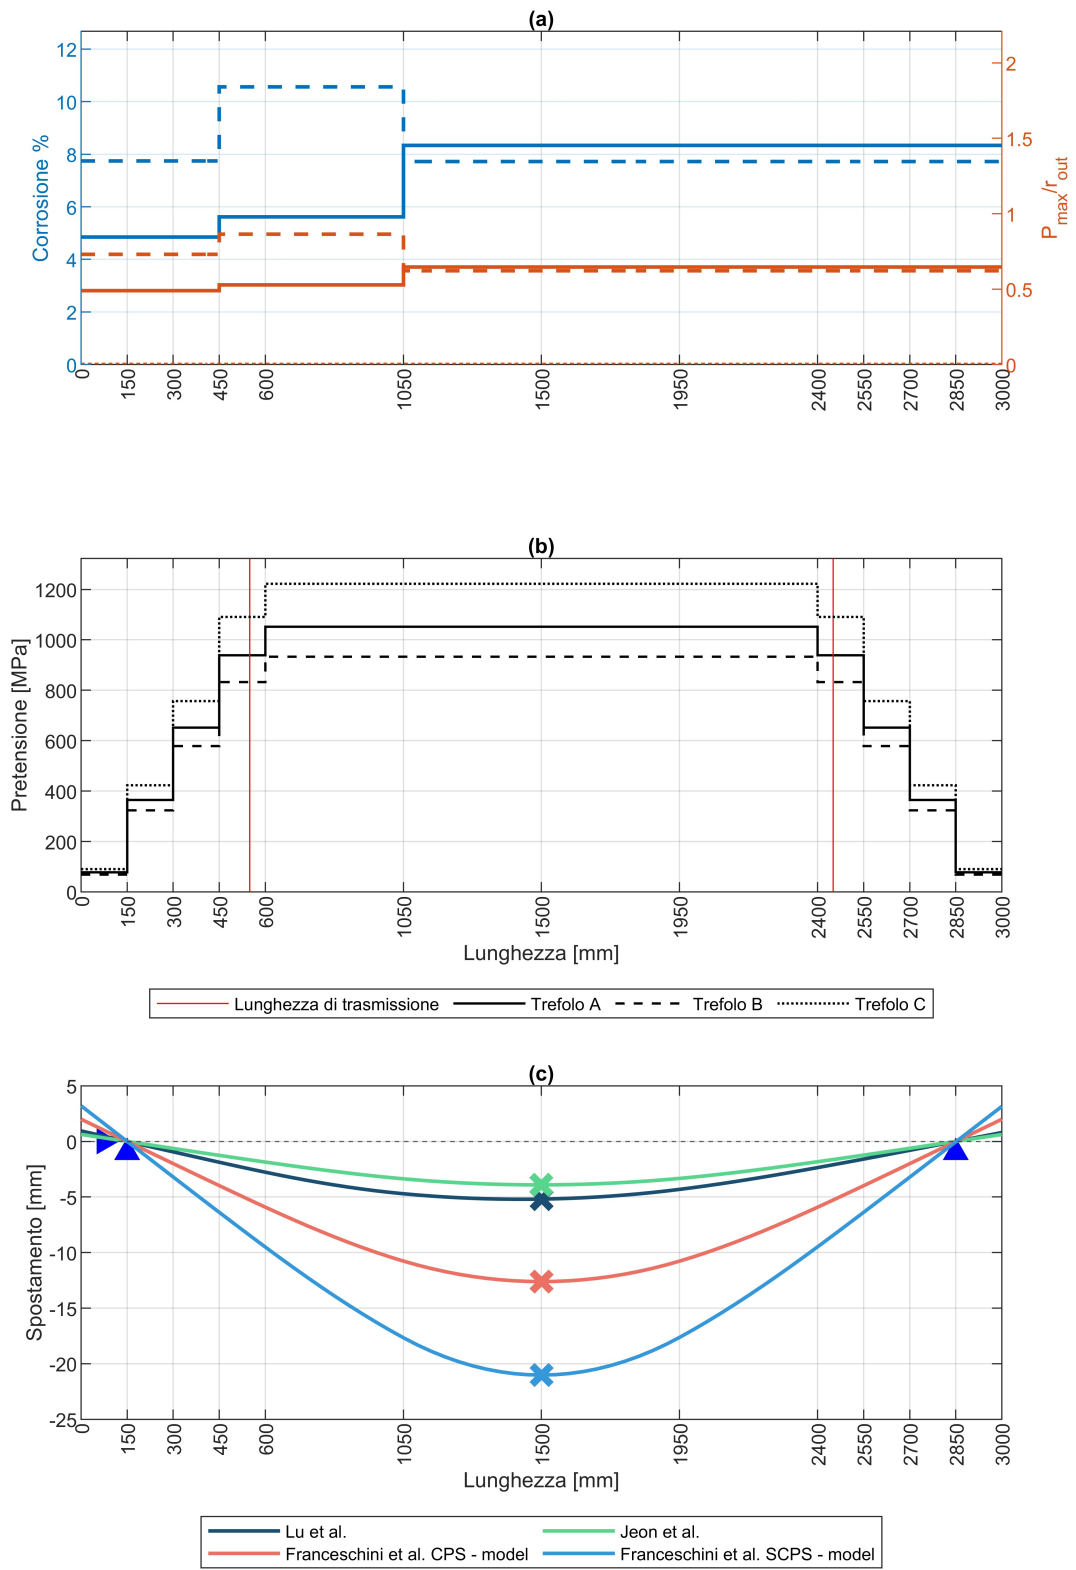 (a)
12
10
8
6
4
2
0
Corrosione %
2
1.5
1
0.5
0
Pmax/rout
0 150 300 450 600 1050 1500 1950 2400 2550 2700 2850 3000
(b)
1200
1000
800
600
400
200
0
Pretensione [MPa]
0 150 300 450 600 1050 1500 1950 2400 2550 2700 2850 3000
Lunghezza [mm]
Lunghezza di trasmissione Trefolo A Trefolo B Trefolo C
(c)
5
0
-5
-10
-15
-20
-25
Spostamento [mm]
0 150 300 450 600 1050 1500 1950 2400 2550 2700 2850 3000
Lunghezza [mm]
Lu et al. Jeon et al.
Franceschini et al. CPS - model Franceschini et al. SCPS - model